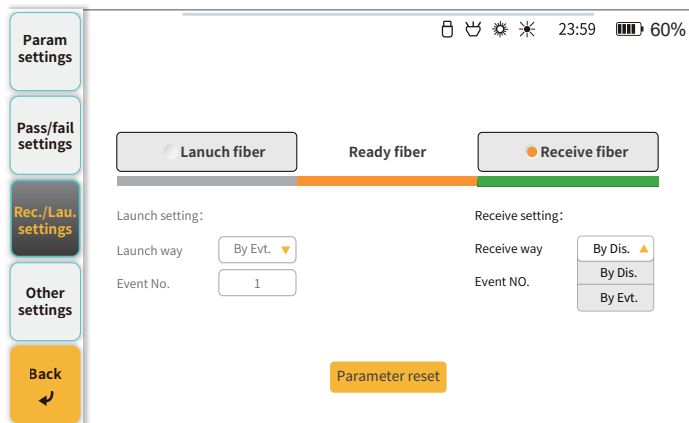 23:59 60%
Param
settings
Pass/fail
settings
Rec./Lau.
settings
Other
settings
Back
Lanuch fiber Ready fiber Receive fiber
Launch setting:
Launch way By Evt.
Event No. 1
Receive setting:
Receive way By Dis.
By Dis.
Event NO.
By Evt.
Parameter reset